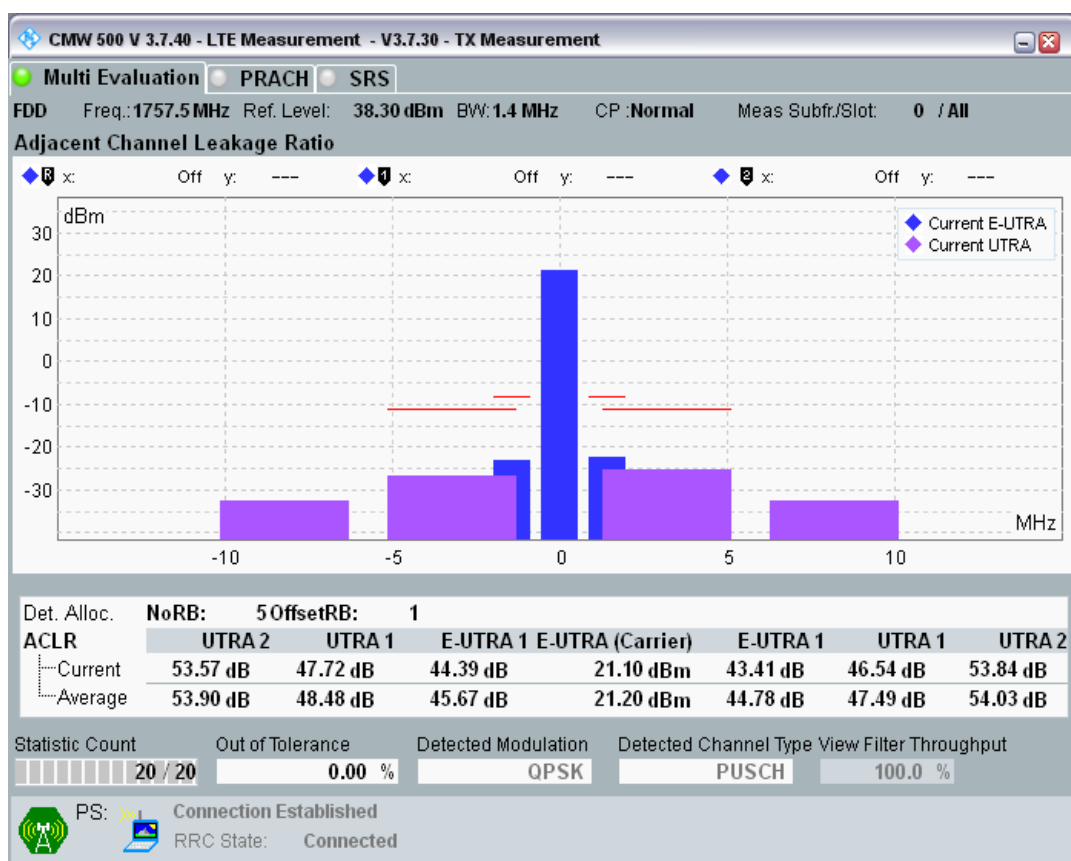 CMW 500 V 3.7.40 - LTE Measurement - V3.7.30 - TX Measurement
Multi Evaluation PRACH SRS
FDD Freq.: 1757.5 MHz Ref. Level: 38.30 dBm BW: 1.4 MHz CP : Normal Meas Subfr./Slot: 0 / All
Adjacent Channel Leakage Ratio
R x: Off y: --- 1 x: Off y: --- 2 x: Off y: ---
dBm
Current E-UTRA
Current UTRA
30
20
10
0
-10
-20
-30
MHz
-10 -5 0 5 10
Det. Alloc. NoRB: 5 OffsetRB: 1
ACLR UTRA 2 UTRA 1 E-UTRA 1 E-UTRA (Carrier) E-UTRA 1 UTRA 1 UTRA 2
Current 53.57 dB 47.72 dB 44.39 dB 21.10 dBm 43.41 dB 46.54 dB 53.84 dB
Average 53.90 dB 48.48 dB 45.67 dB 21.20 dBm 44.78 dB 47.49 dB 54.03 dB
Statistic Count Out of Tolerance Detected Modulation Detected Channel Type View Filter Throughput
20 / 20 0.00 % QPSK PUSCH 100.0 %
PS: Connection Established
RRC State: Connected